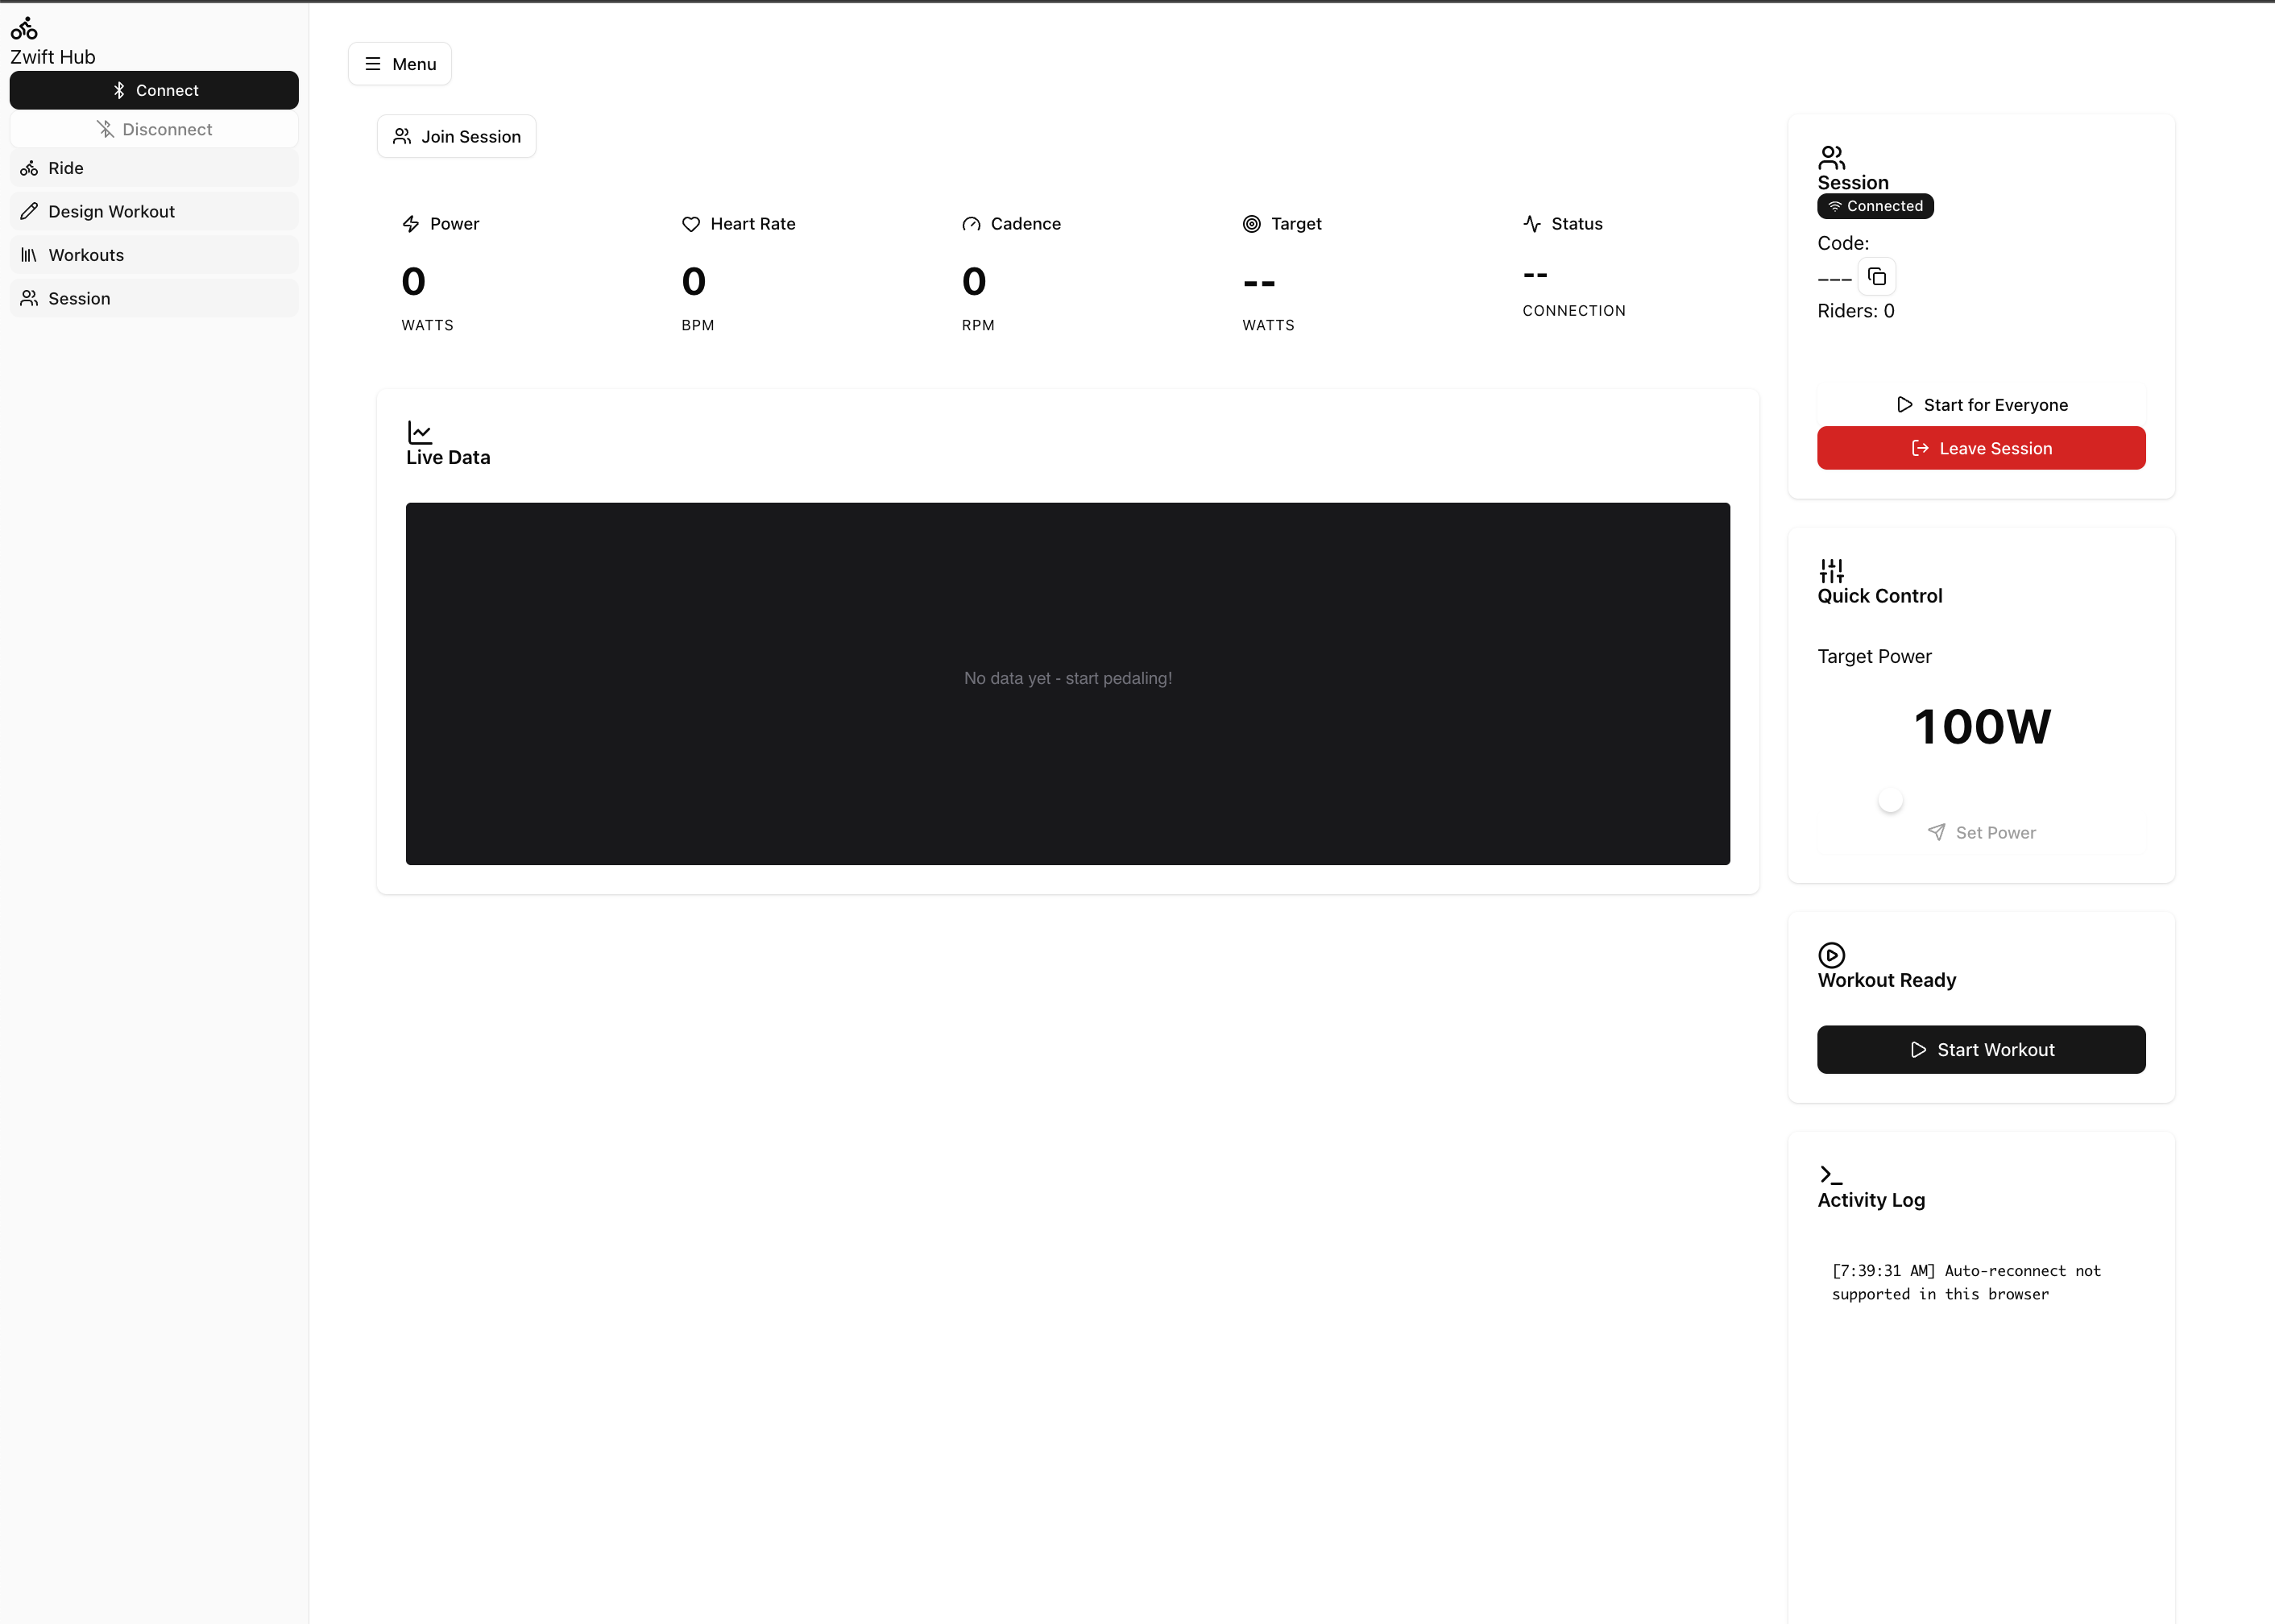 Zwift Hub
Connect
Disconnect
Ride
Design Workout
Workouts
Session
Menu
Join Session
Power
0
WATTS
Heart Rate
0
BPM
Cadence
0
RPM
Target
--
WATTS
Status
--
CONNECTION
Live Data
No data yet - start pedaling!
Session
Connected
Code:
---
Riders: 0
Start for Everyone
Leave Session
Quick Control
Target Power
100W
Set Power
Workout Ready
Start Workout
Activity Log
[7:39:31 AM] Auto-reconnect not
supported in this browser